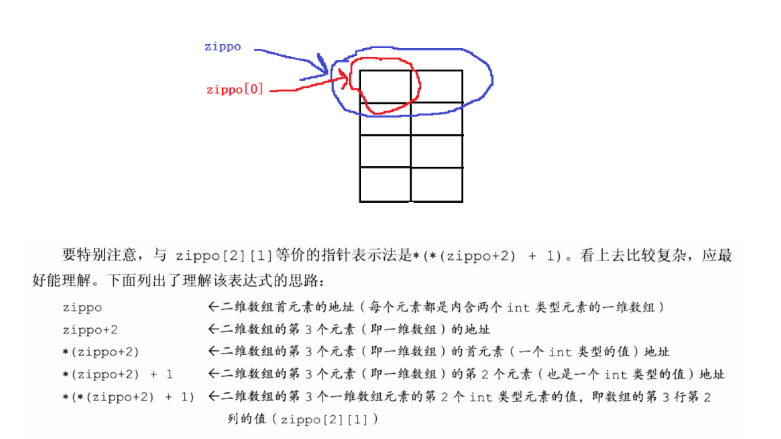 zippo
zippo[0]
要特别注意，与 zippo[2][1]等价的指针表示法是*(*(zippo+2) + 1)。看上去比较复杂，应最
好能理解。下面列出了理解该表达式的思路：
zippo ←二维数组首元素的地址（每个元素都是内含两个 int 类型元素的一维数组）
zippo+2 ←二维数组的第 3 个元素（即一维数组）的地址
*(zippo+2) ←二维数组的第 3 个元素（即一维数组）的首元素（一个 int 类型的值）地址
*(zippo+2) + 1 ←二维数组的第 3 个元素（即一维数组）的第 2 个元素（也是一个 int 类型的值）地址
*(*(zippo+2) + 1) ←二维数组的第 3 个一维数组元素的第 2 个 int 类型元素的值，即数组的第 3 行第 2
列的值（zippo[2][1]）